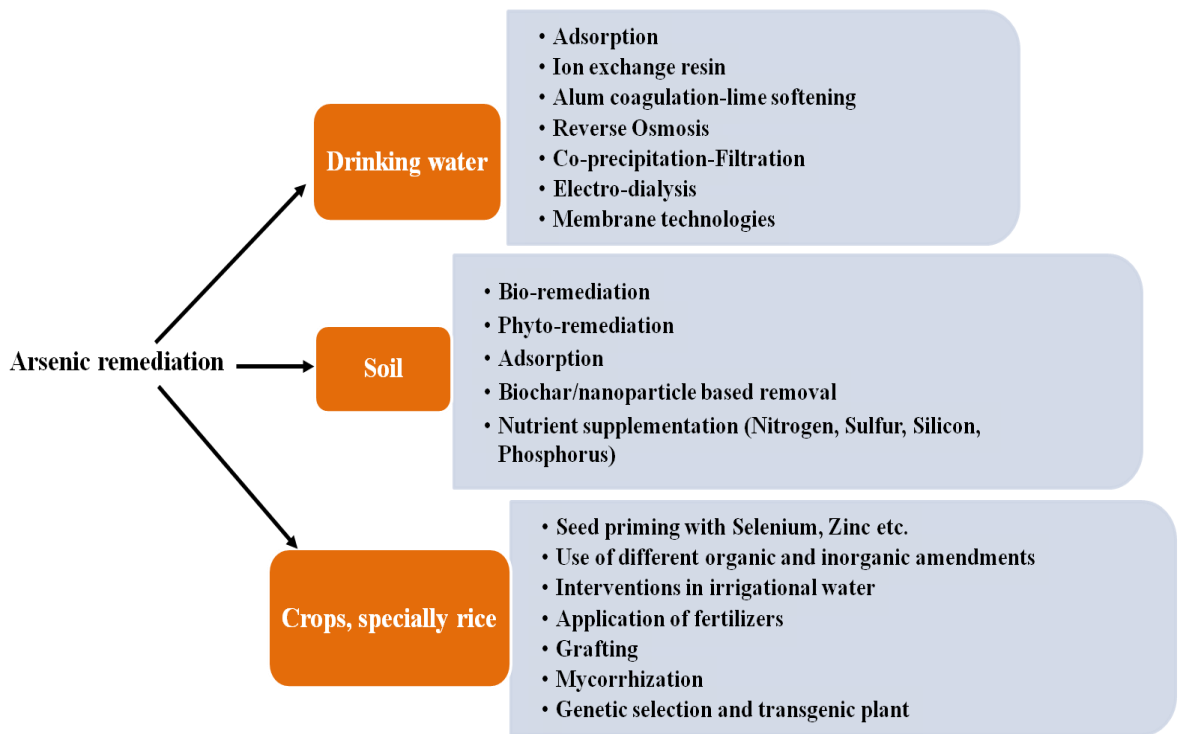 Arsenic remediation
Drinking water
• Adsorption
• Ion exchange resin
• Alum coagulation-lime softening
• Reverse Osmosis
• Co-precipitation-Filtration
• Electro-dialysis
• Membrane technologies
Soil
• Bio-remediation
• Phyto-remediation
• Adsorption
• Biochar/nanoparticle based removal
• Nutrient supplementation (Nitrogen, Sulfur, Silicon,
Phosphorus)
Crops, specially rice
• Seed priming with Selenium, Zinc etc.
• Use of different organic and inorganic amendments
• Interventions in irrigational water
• Application of fertilizers
• Grafting
• Mycorrhization
• Genetic selection and transgenic plant